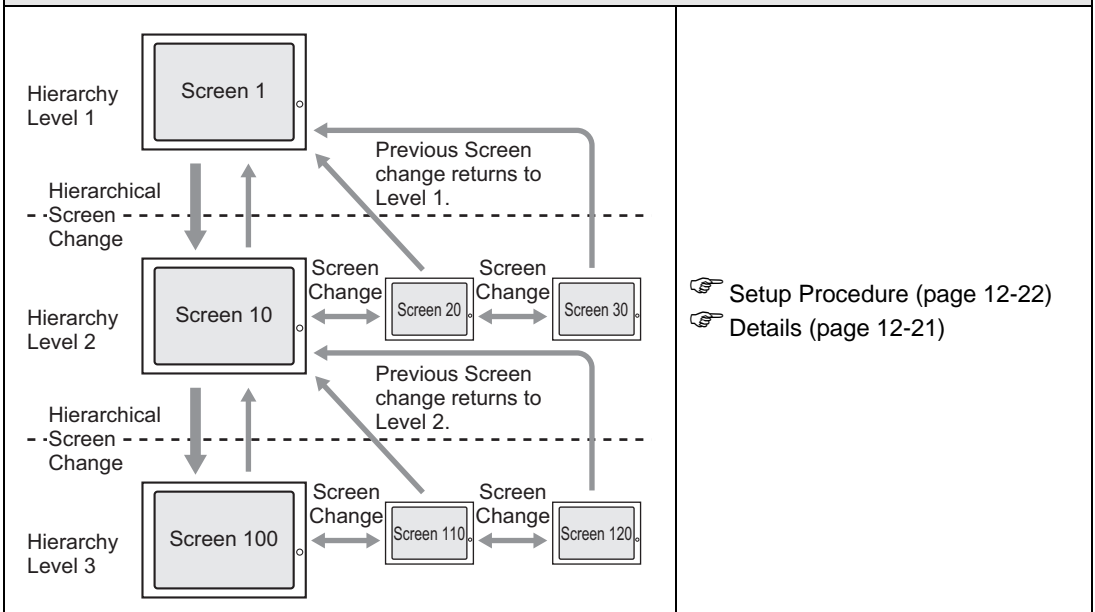 Hierarchy
Level 1
Screen 1
Previous Screen
change returns to
Level 1.
Hierarchical
Screen
Change
Hierarchy
Level 2
Screen 10
Screen
Change
Screen 20
Screen
Change
Screen 30
Previous Screen
change returns to
Level 2.
Hierarchical
Screen
Change
Hierarchy
Level 3
Screen 100
Screen
Change
Screen 110
Screen
Change
Screen 120
Setup Procedure (page 12-22)
Details (page 12-21)